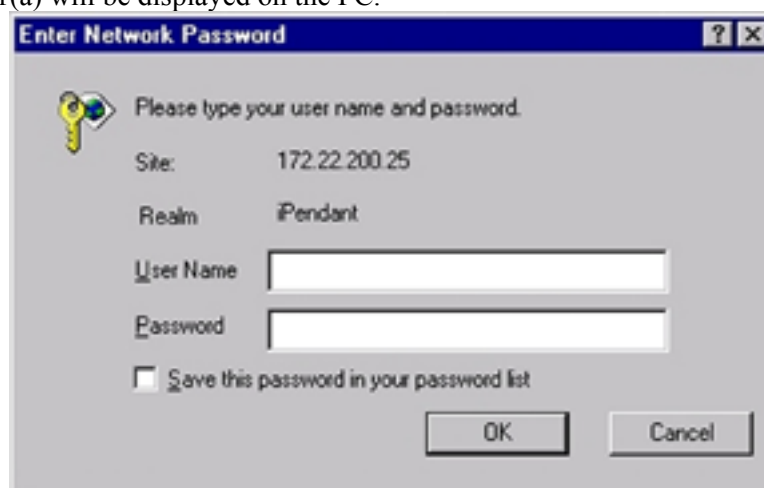 r(a) will be displayed on the PC.
Enter Network Password
Please type your user name and password.
Site: 172.22.200.25
Realm iPendant
User Name
Password
Save this password in your password list
OK Cancel